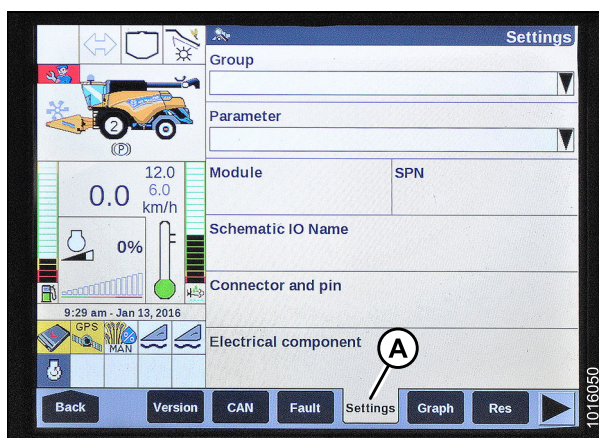 Settings
Group
Parameter
2
(P)
Module SPN
12.0
0.0 6.0
km/h
Schematic IO Name
0%
Connector and pin
9:29 am - Jan 13, 2016
GPS
MAN
%
Electrical component
A
Back Version CAN Fault Settings Graph Res
1016050